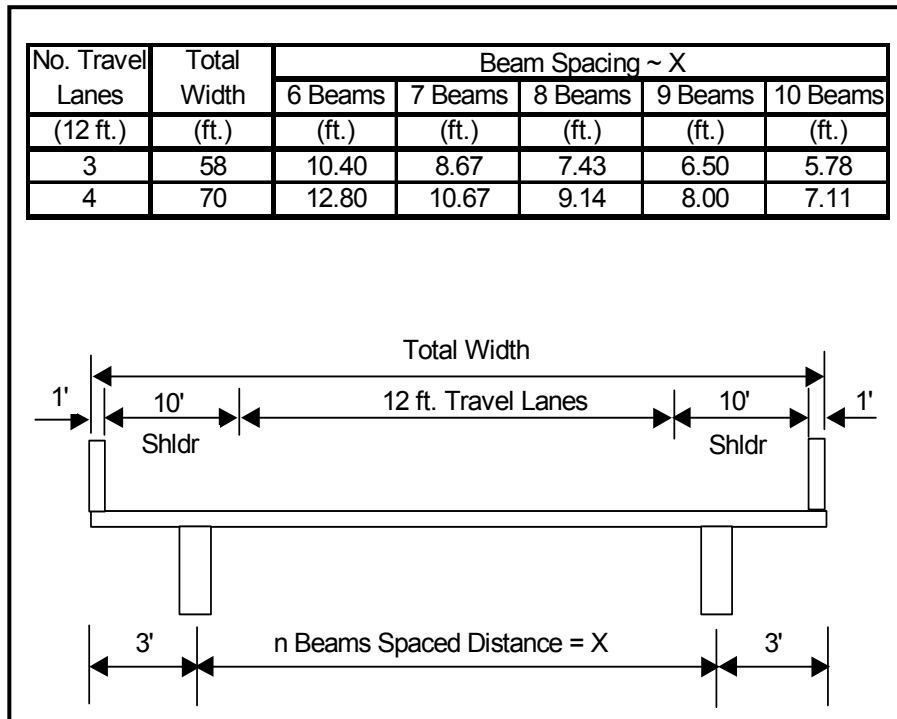 No. Travel Total Beam Spacing ~ X
Lanes Width 6 Beams 7 Beams 8 Beams 9 Beams 10 Beams
(12 ft.) (ft.) (ft.) (ft.) (ft.) (ft.) (ft.)
3 58 10.40 8.67 7.43 6.50 5.78
4 70 12.80 10.67 9.14 8.00 7.11
Total Width
1' 10' 12 ft. Travel Lanes 10' 1'
Shldr Shldr
3' n Beams Spaced Distance = X 3'